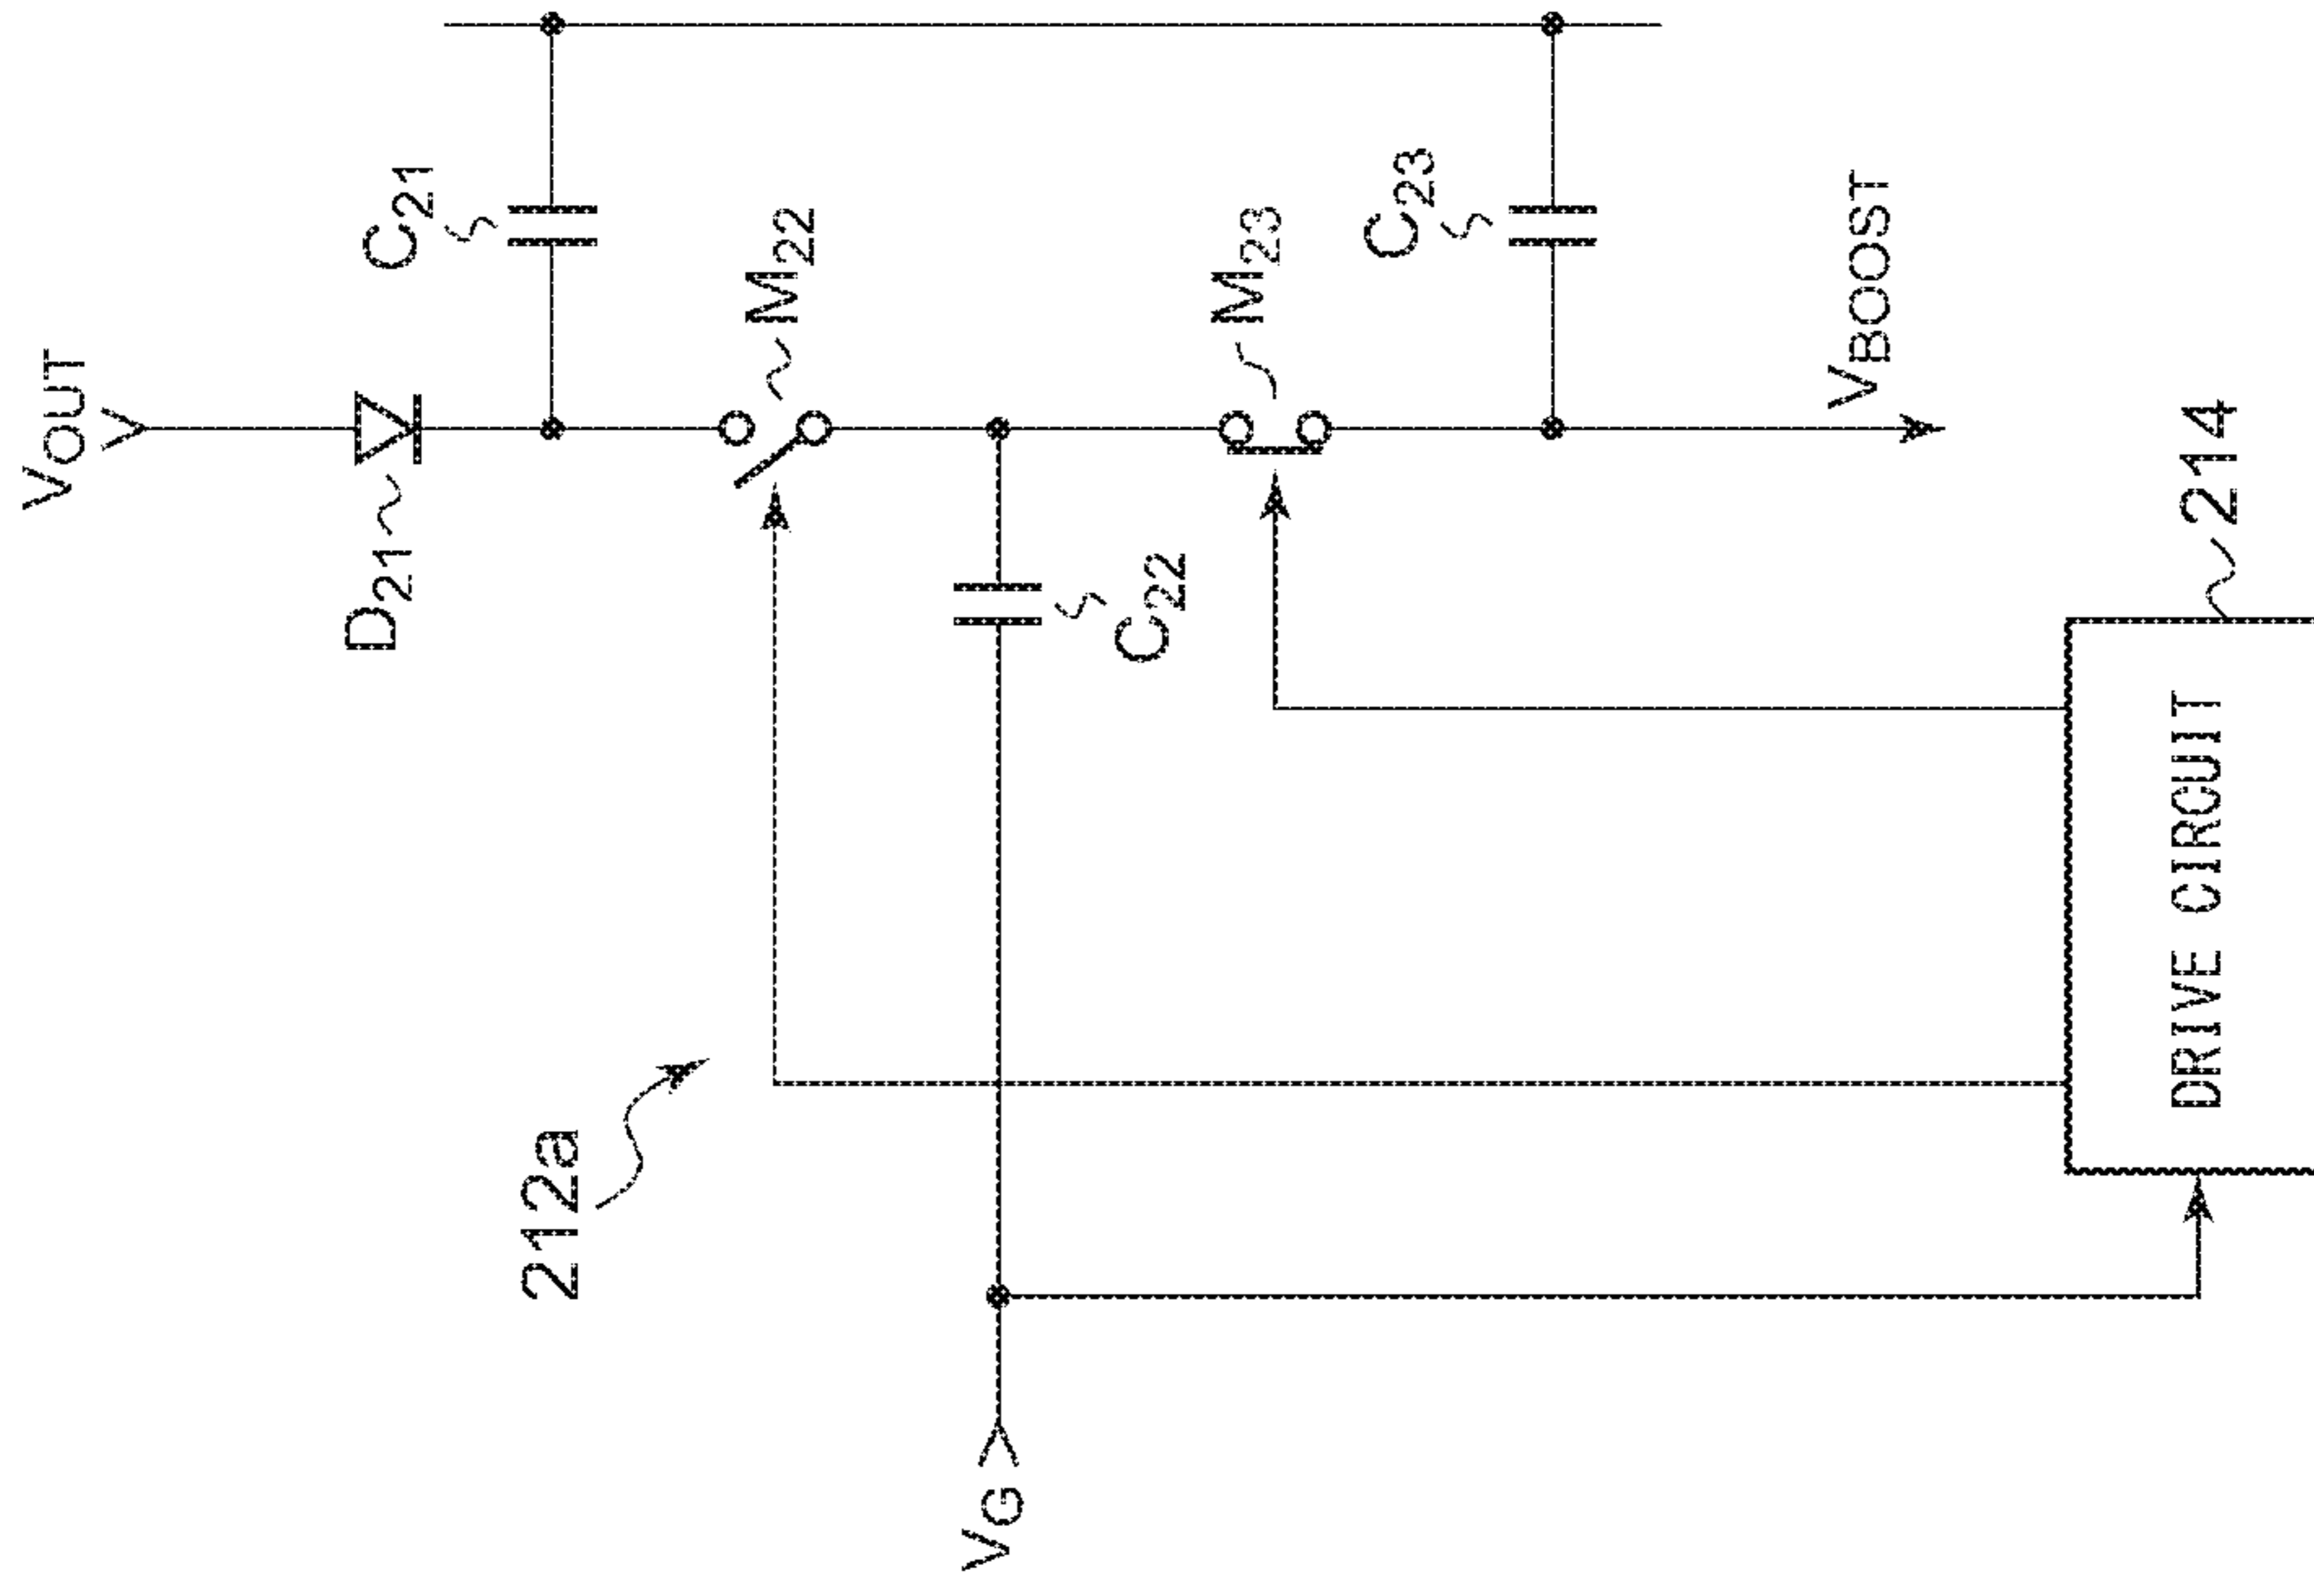 VOUT
D21
C21
212a
M22
VG
C22
M23
C23
VBOOST
DRIVE CIRCUIT
214